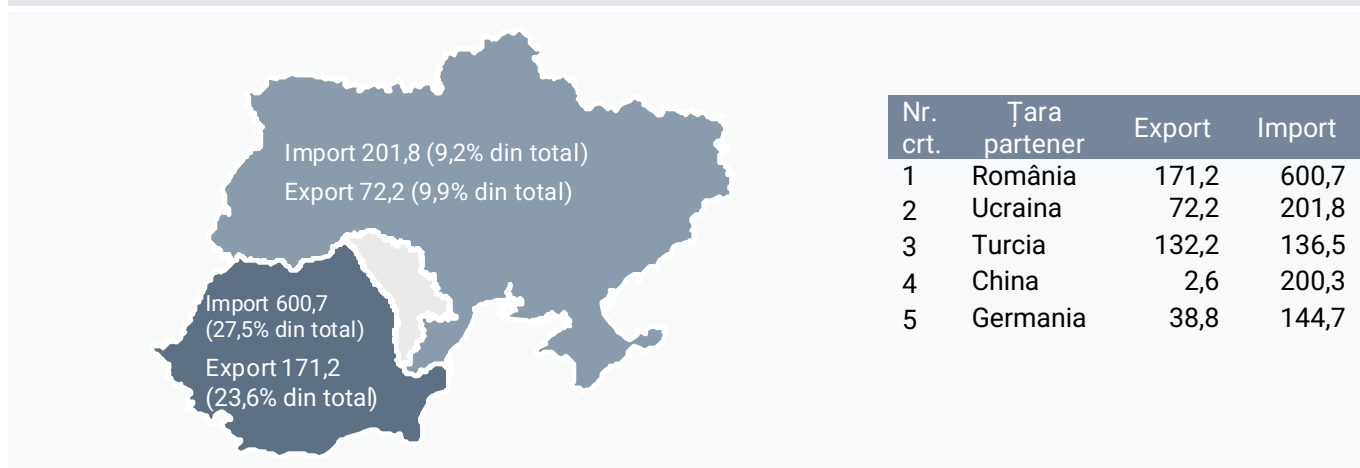 Import 201,8 (9,2% din total)
Export 72,2 (9,9% din total)
Import 600,7
(27,5% din total)
Export 171,2
(23,6% din total)
Nr. crt. Țara partener Export Import
1 România 171,2 600,7
2 Ucraina 72,2 201,8
3 Turcia 132,2 136,5
4 China 2,6 200,3
5 Germania 38,8 144,7